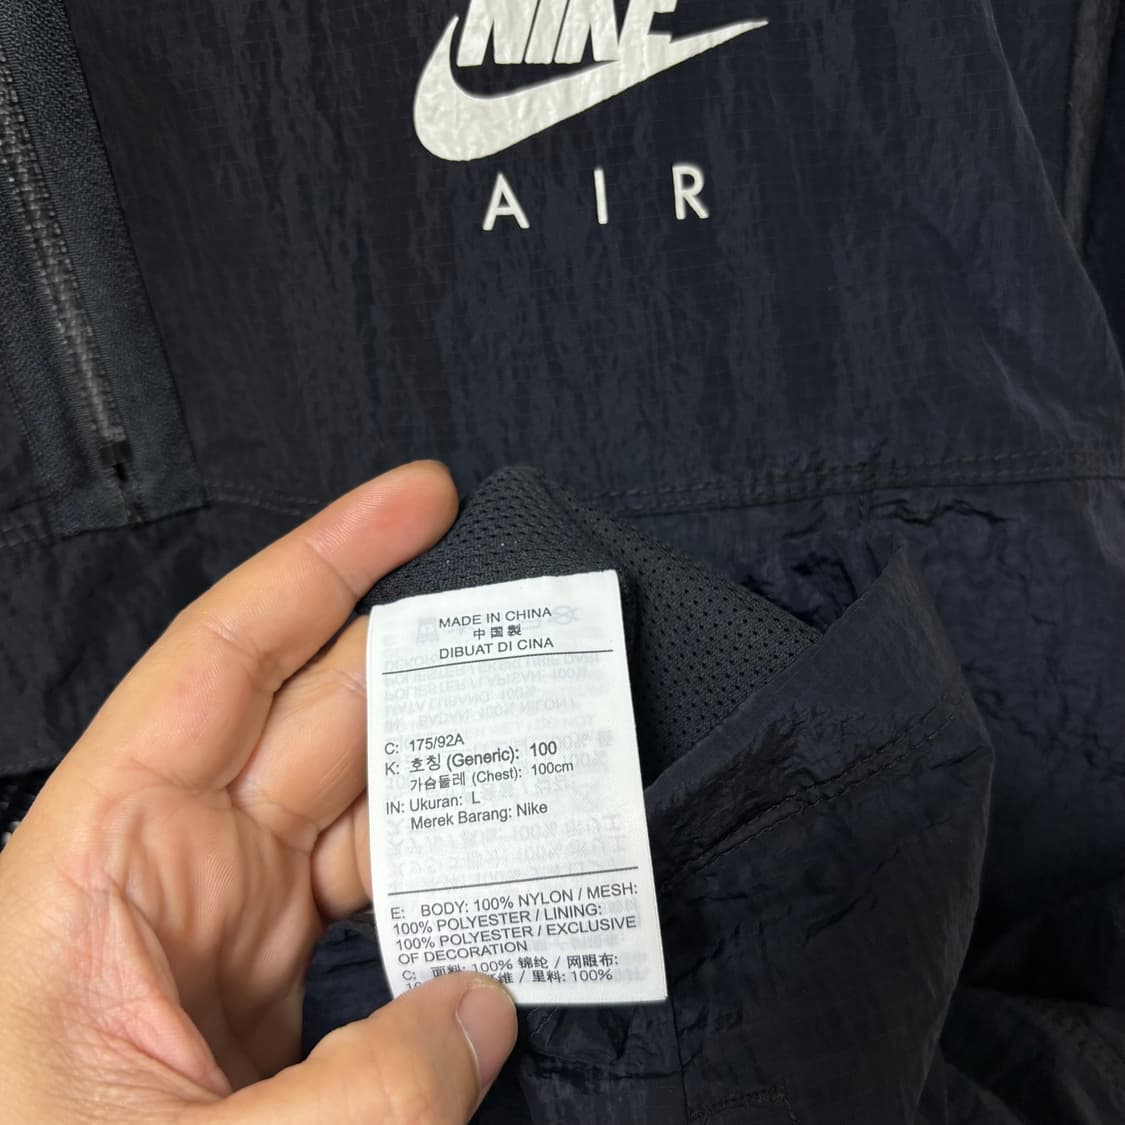 NIKE
AIR
MADE IN CHINA
中国製
DIBUAT DI CINA
C: 175/92A
K: 호칭 (Generic): 100
가슴둘레 (Chest): 100cm
IN: Ukuran: L
Merek Barang: Nike
E: BODY: 100% NYLON / MESH:
100% POLYESTER / LINING:
100% POLYESTER / EXCLUSIVE
OF DECORATION
C: 面料: 100% 锦纶 / 网眼布:
/ 里料: 100%